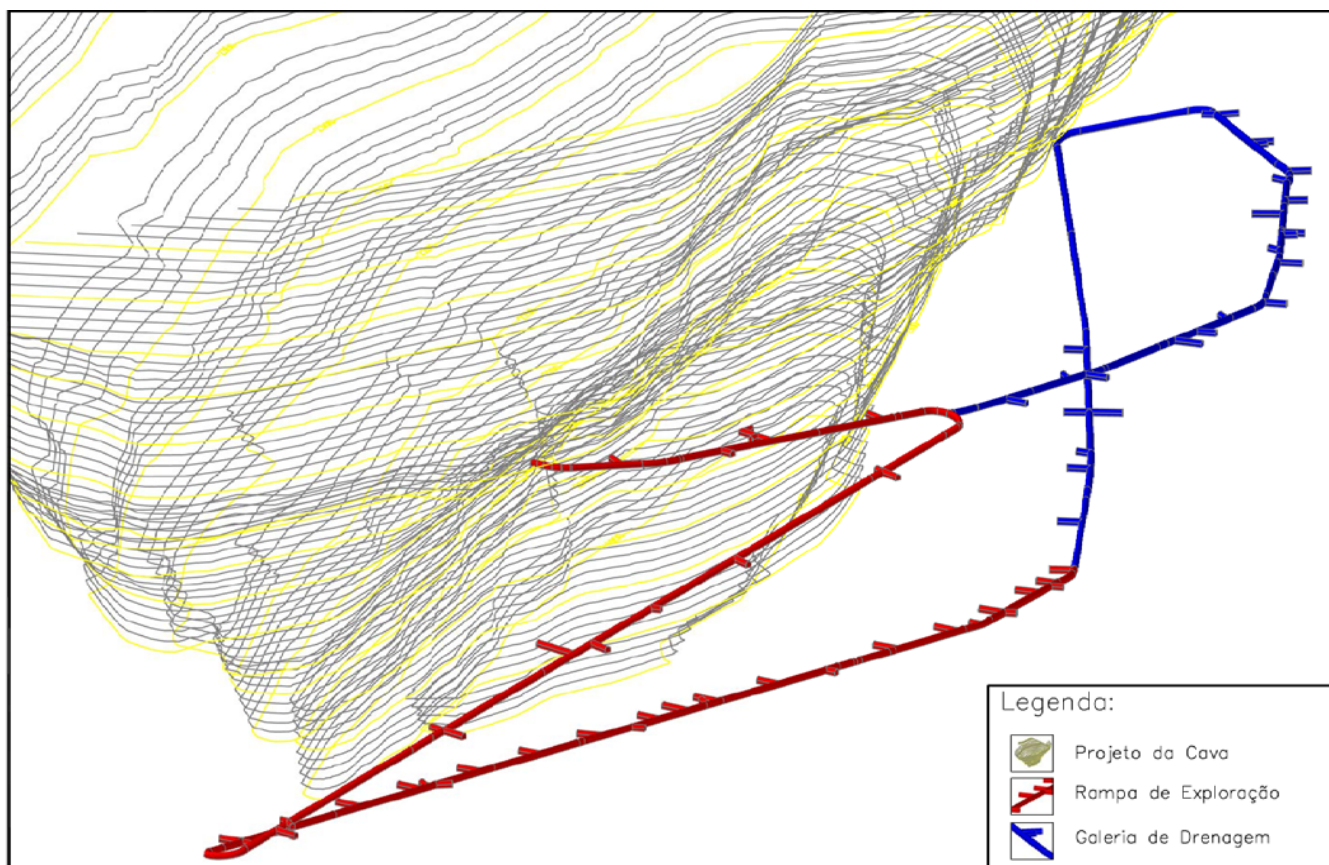 Legenda:
Projeto da Cava
Rampa de Exploração
Galeria de Drenagem